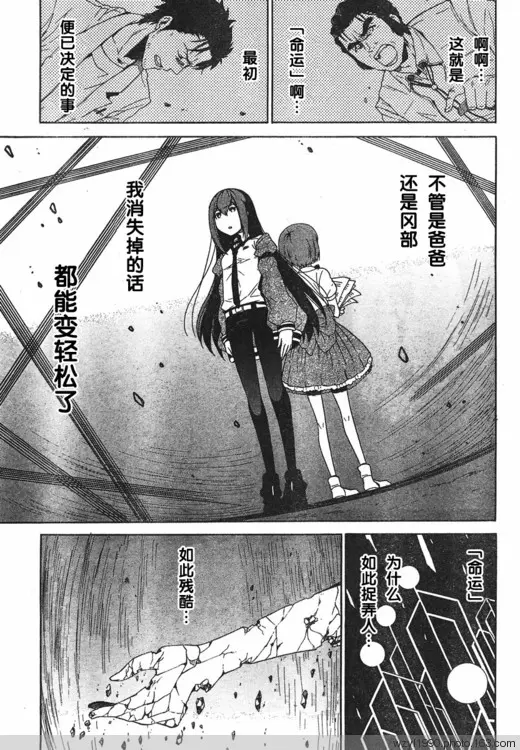 啊啊…
这就是
「命运」啊…
最初
便已决定的事
不管是爸爸
还是冈部
我消失掉的话
都能变轻松了
「命运」
为什么
如此捉弄人…
如此残酷…